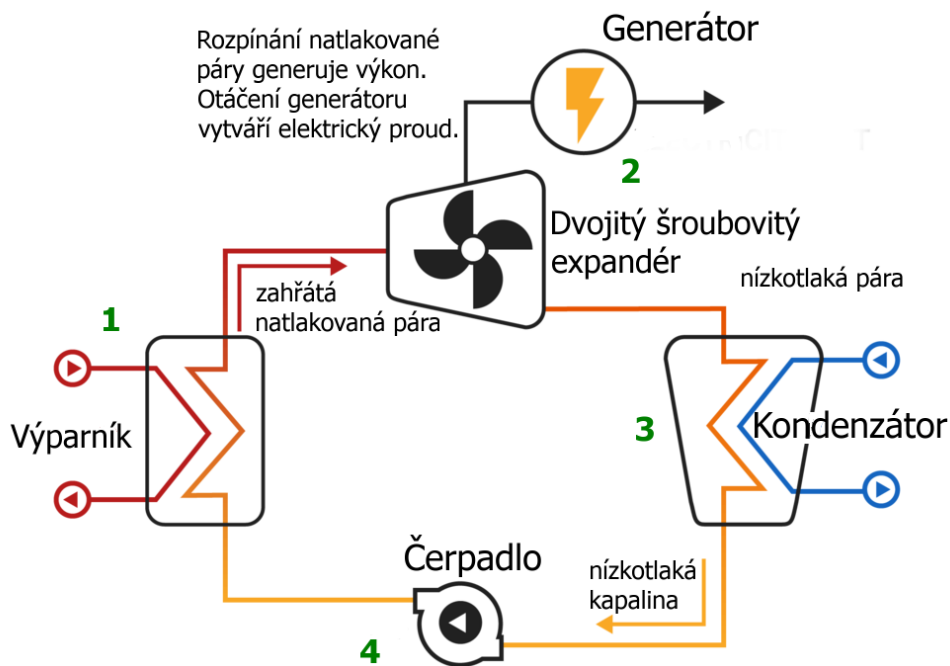 Generátor
Rozpínání natlakované
páry generuje výkon.
Otáčení generátoru
vytváří elektrický proud.
2
Dvojitý šroubovitý
expandér
nízkotlaká pára
zahřátá
natlakovaná pára
1
Výparník
3
Kondenzátor
Čerpadlo
nízkotlaká
kapalina
4